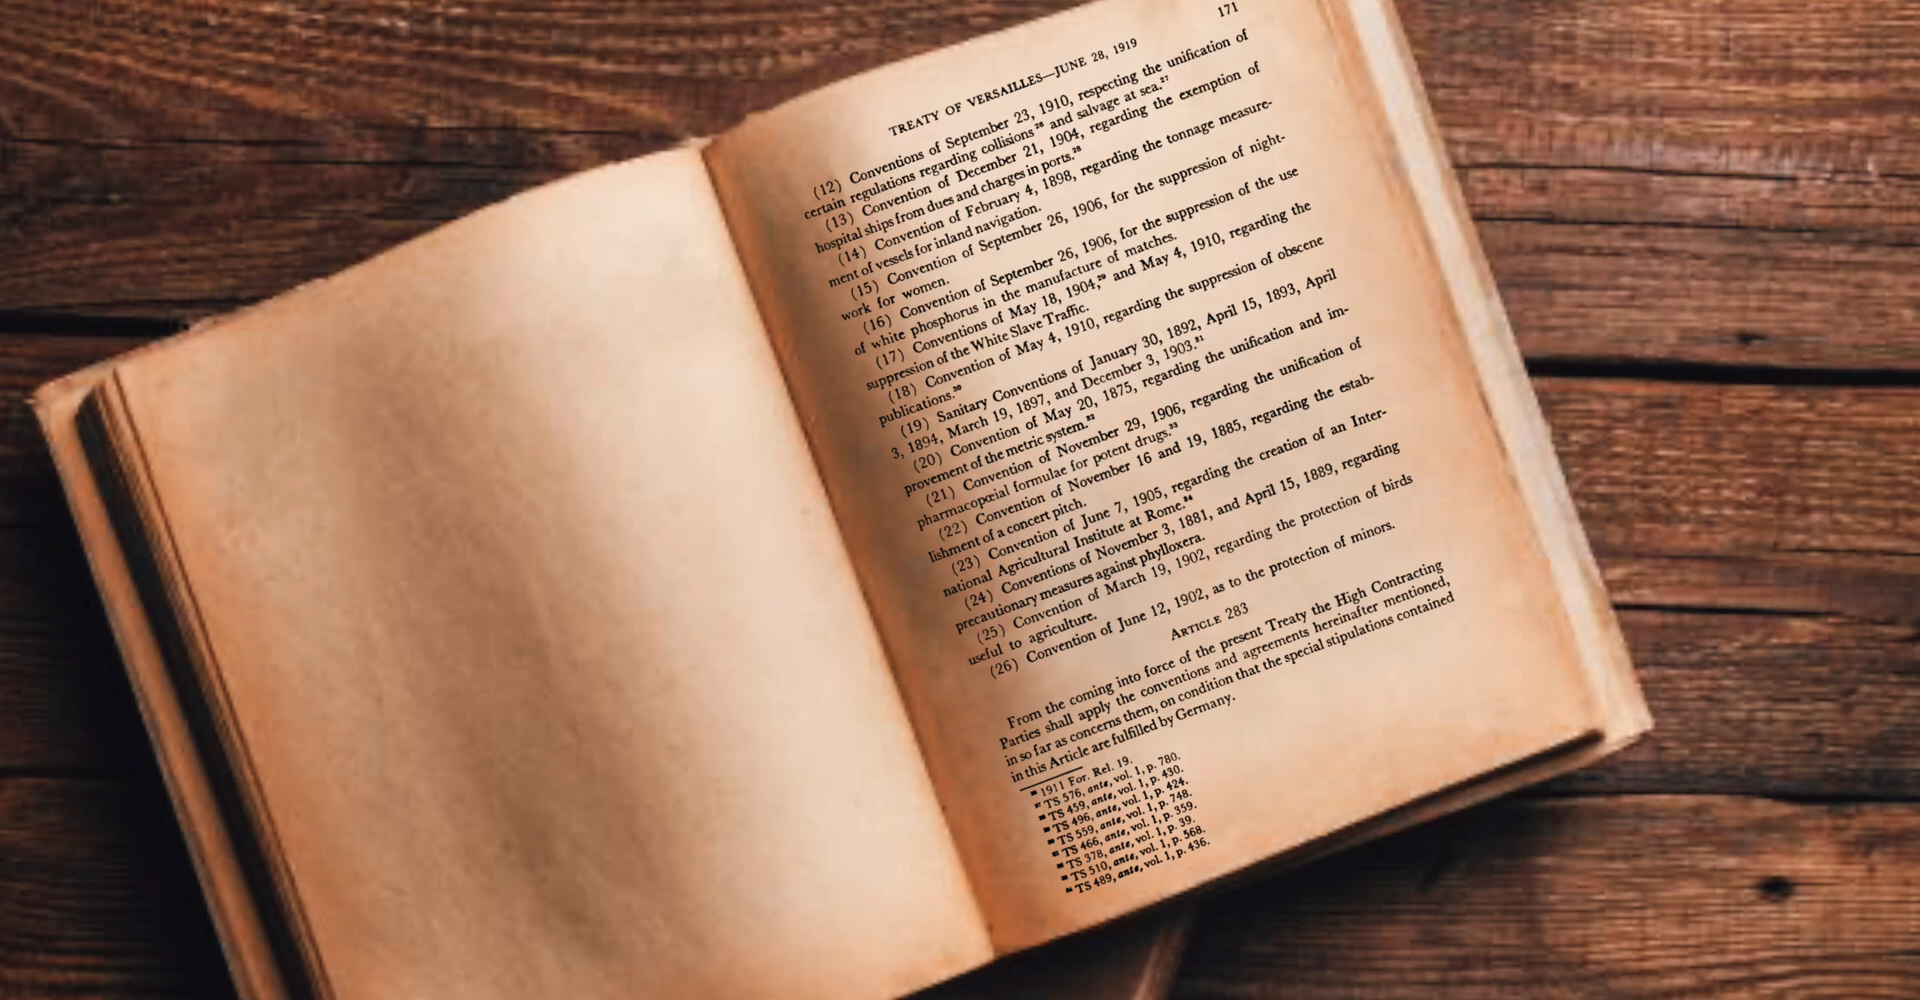 171
TREATY OF VERSAILLES—JUNE 28, 1919
(12) Conventions of September 23, 1910, respecting the unification of
certain regulations regarding collisions ²⁶ and salvage at sea.²⁷
(13) Convention of December 21, 1904, regarding the exemption of
hospital ships from dues and charges in ports.²⁸
(14) Convention of February 4, 1898, regarding the tonnage measure-
ment of vessels for inland navigation.
(15) Convention of September 26, 1906, for the suppression of night-
work for women.
(16) Convention of September 26, 1906, for the suppression of the use
of white phosphorus in the manufacture of matches.
(17) Conventions of May 18, 1904,²⁹ and May 4, 1910, regarding the
suppression of the White Slave Traffic.
(18) Convention of May 4, 1910, regarding the suppression of obscene
publications.³⁰
(19) Sanitary Conventions of January 30, 1892, April 15, 1893, April
3, 1894, March 19, 1897, and December 3, 1903.³¹
(20) Convention of May 20, 1875, regarding the unification and im-
provement of the metric system.³²
(21) Convention of November 29, 1906, regarding the unification of
pharmacopœial formulae for potent drugs.³³
(22) Convention of November 16 and 19, 1885, regarding the estab-
lishment of a concert pitch.
(23) Convention of June 7, 1905, regarding the creation of an Inter-
national Agricultural Institute at Rome.³⁴
(24) Conventions of November 3, 1881, and April 15, 1889, regarding
precautionary measures against phylloxera.
(25) Convention of March 19, 1902, regarding the protection of birds
useful to agriculture.
(26) Convention of June 12, 1902, as to the protection of minors.
ARTICLE 283
From the coming into force of the present Treaty the High Contracting
Parties shall apply the conventions and agreements hereinafter mentioned,
in so far as concerns them, on condition that the special stipulations contained
in this Article are fulfilled by Germany.
1911 For. Rel. 19.
TS 576, ante, vol. 1, p. 780.
TS 459, ante, vol. 1, p. 430.
TS 496, ante, vol. 1, p. 424.
TS 559, ante, vol. 1, p. 748.
TS 466, ante, vol. 1, p. 359.
TS 378, ante, vol. 1, p. 39.
TS 510, ante, vol. 1, p. 568.
TS 489, ante, vol. 1, p. 436.